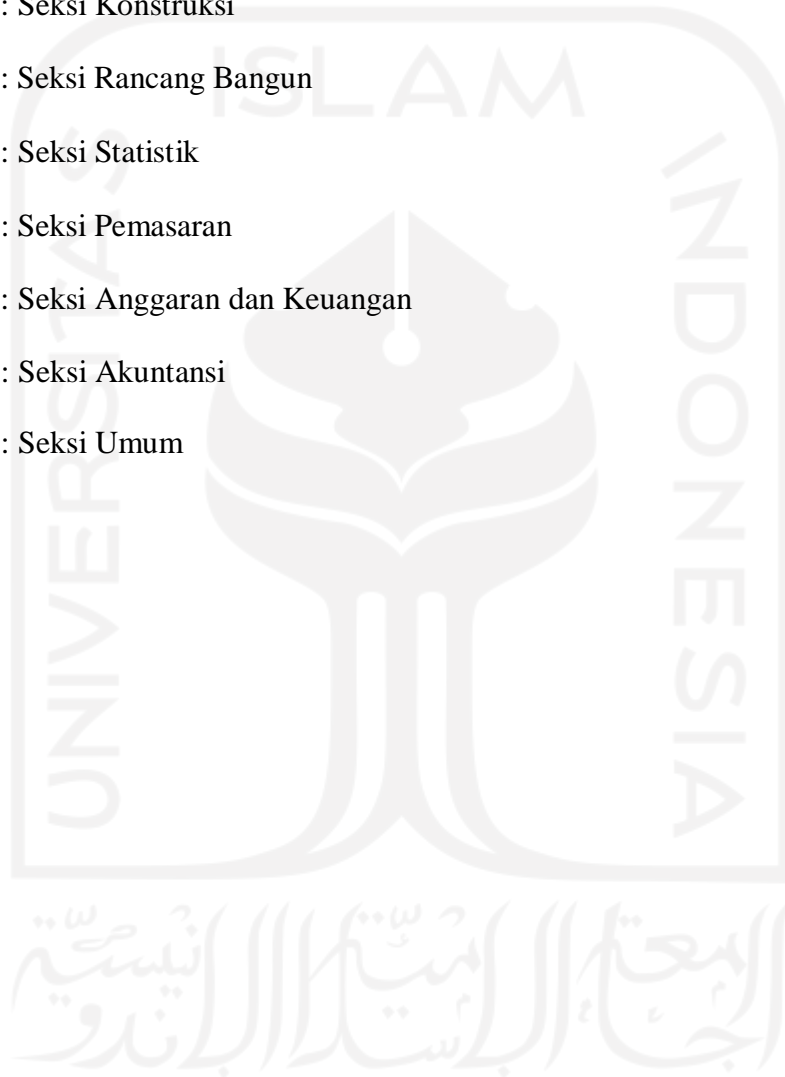 : Seksi Konstruksi
: Seksi Rancang Bangun
: Seksi Statistik
: Seksi Pemasaran
: Seksi Anggaran dan Keuangan
: Seksi Akuntansi
: Seksi Umum
UNIVERSITAS
ISLAM
INDONESIA